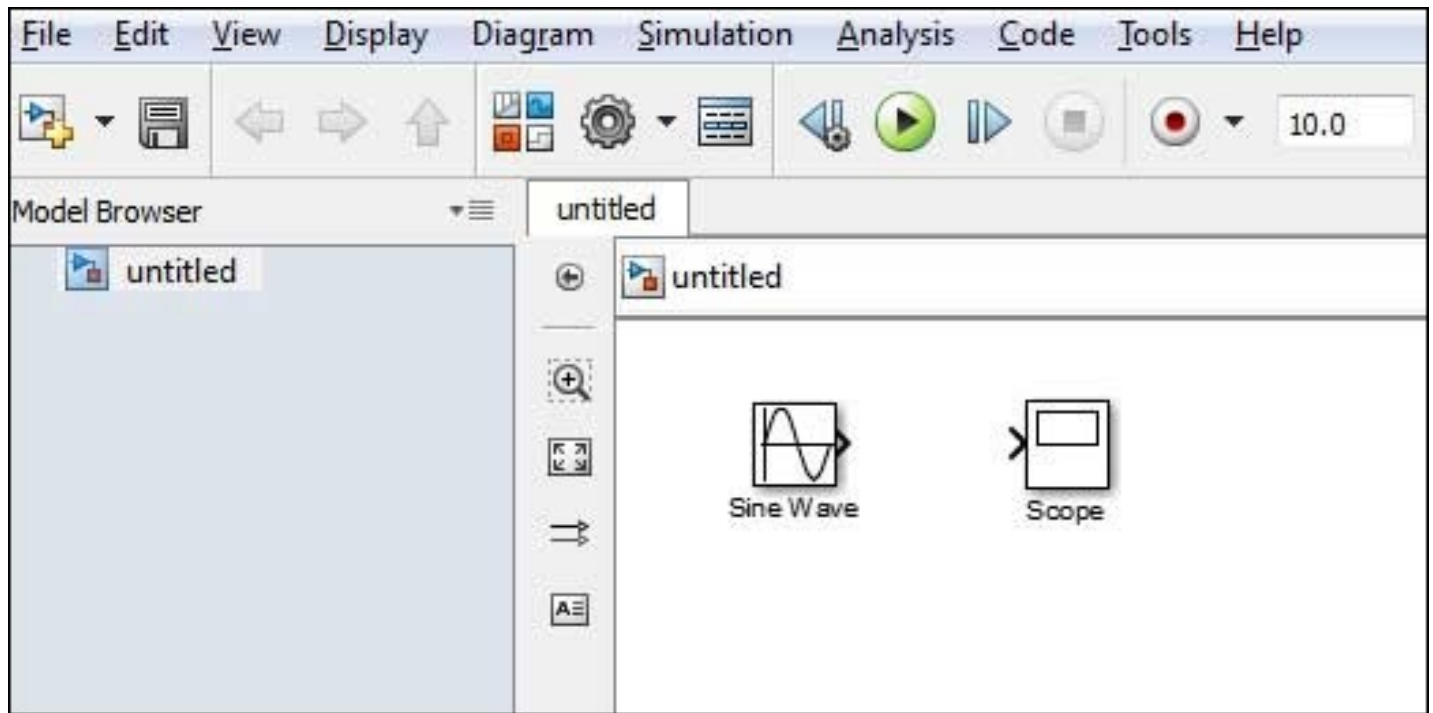 File Edit View Display Diagram Simulation Analysis Code Tools Help
10.0
Model Browser
untitled
untitled
untitled
Sine Wave
Scope